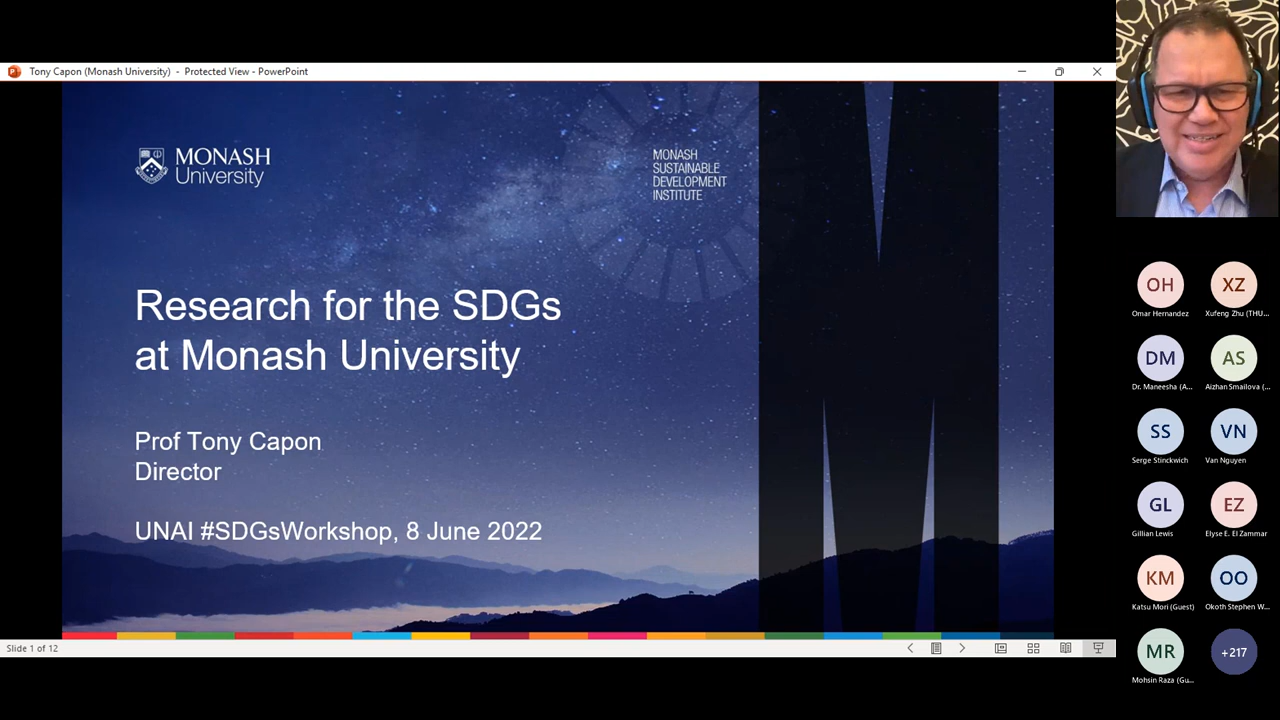 Tony Capon (Monash University) - Protected View - PowerPoint
MONASH
University
MONASH
SUSTAINABLE
DEVELOPMENT
INSTITUTE
Research for the SDGs
at Monash University
Prof Tony Capon
Director
UNAI #SDGsWorkshop, 8 June 2022
Slide 1 of 12
OH
Omar Hernandez
XZ
Xufeng Zhu (THU...
DM
Dr. Maneesha (A...
AS
Aizhan Smailova (...
SS
Serge Stinckwich
VN
Van Nguyen
GL
Gillian Lewis
EZ
Elyse E. El Zammar
KM
Katsu Mori (Guest)
OO
Okoth Stephen W...
MR
Mohsin Raza (Gu...
+217